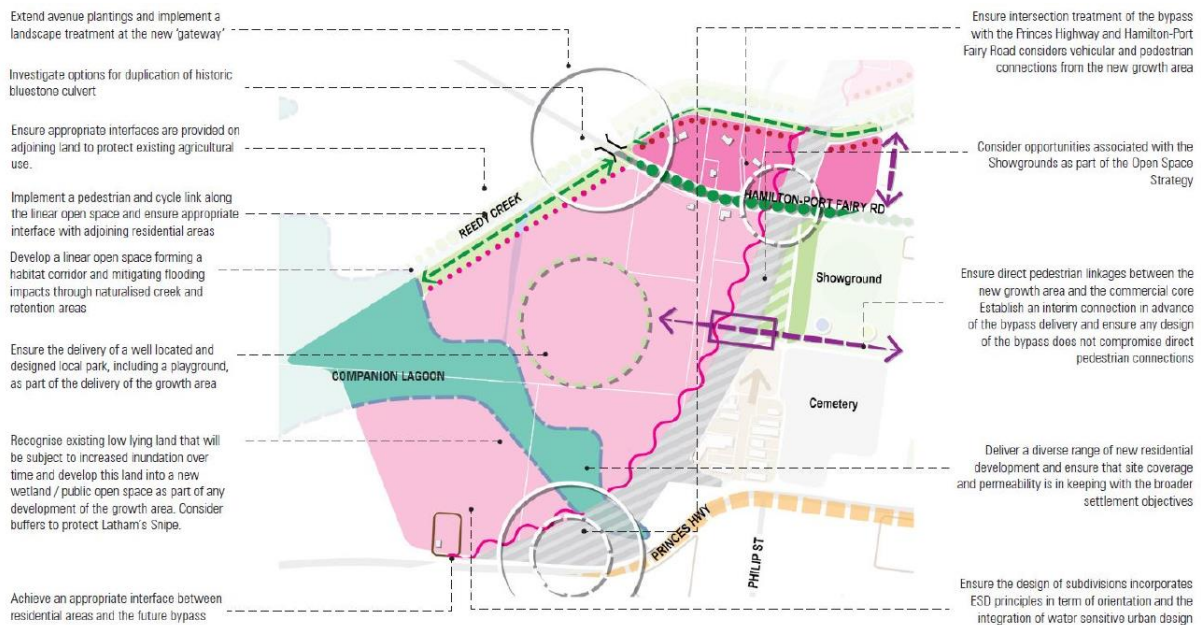 Extend avenue plantings and implement a
landscape treatment at the new 'gateway'
Investigate options for duplication of historic
bluestone culvert
Ensure appropriate interfaces are provided on
adjoining land to protect existing agricultural
use.
Implement a pedestrian and cycle link along
the linear open space and ensure appropriate
interface with adjoining residential areas
Develop a linear open space forming a
habitat corridor and mitigating flooding
impacts through naturalised creek and
retention areas
Ensure the delivery of a well located and
designed local park, including a playground,
as part of the delivery of the growth area
Recognise existing low lying land that will
be subject to increased inundation over
time and develop this land into a new
wetland / public open space as part of any
development of the growth area. Consider
buffers to protect Latham's Snipe.
Achieve an appropriate interface between
residential areas and the future bypass
REEDY CREEK
HAMILTON-PORT FAIRY RD
Showground
COMPANION LAGOON
Cemetery
PRINCES HWY
PHILIP ST
Ensure intersection treatment of the bypass
with the Princes Highway and Hamilton-Port
Fairy Road considers vehicular and pedestrian
connections from the new growth area
Consider opportunities associated with the
Showgrounds as part of the Open Space
Strategy
Ensure direct pedestrian linkages between the
new growth area and the commercial core
Establish an interim connection in advance
of the bypass delivery and ensure any design
of the bypass does not compromise direct
pedestrian connections
Deliver a diverse range of new residential
development and ensure that site coverage
and permeability is in keeping with the broader
settlement objectives
Ensure the design of subdivisions incorporates
ESD principles in term of orientation and the
integration of water sensitive urban design